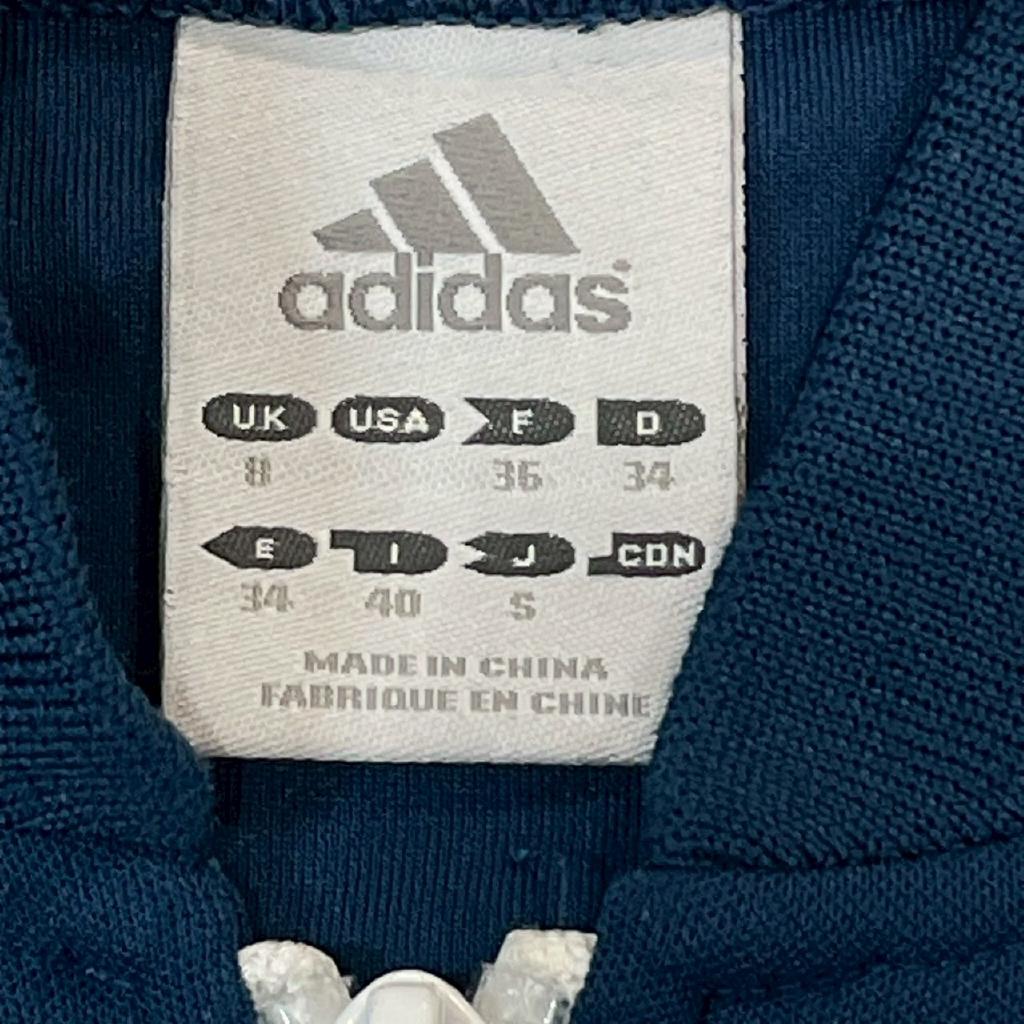 adidas
UK USA F D
8 36 34
E I J CDN
34 40 S
MADE IN CHINA
FABRIQUE EN CHINE